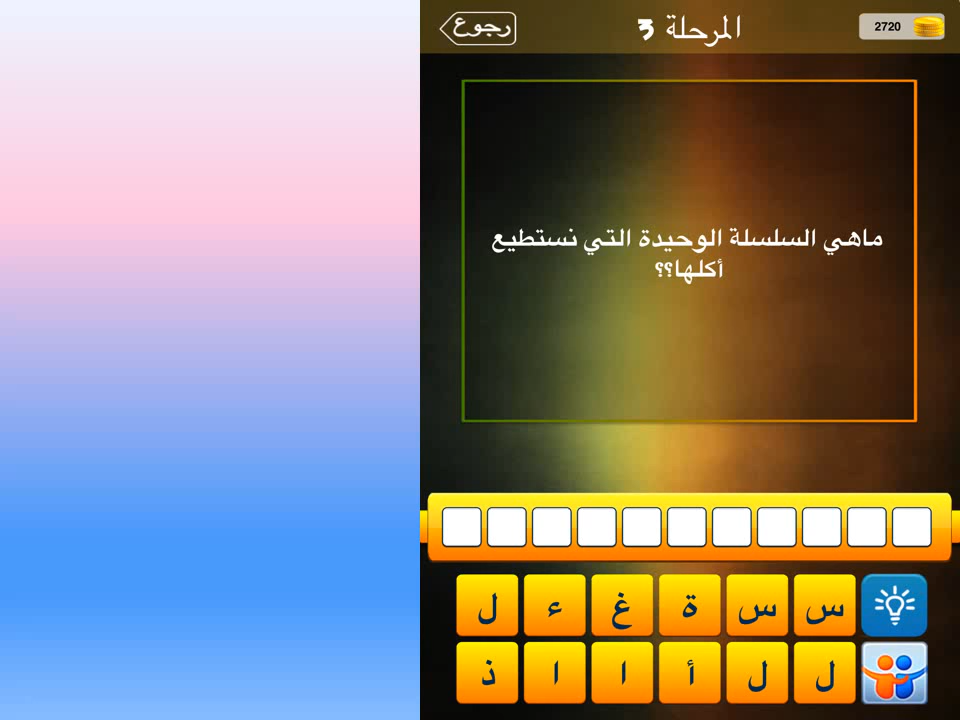 رجوع
المرحلة 3
2720
ماهي السلسلة الوحيدة التي نستطيع
أكلها؟؟
س س ة غ ء ل
ل ل أ ا ا ذ